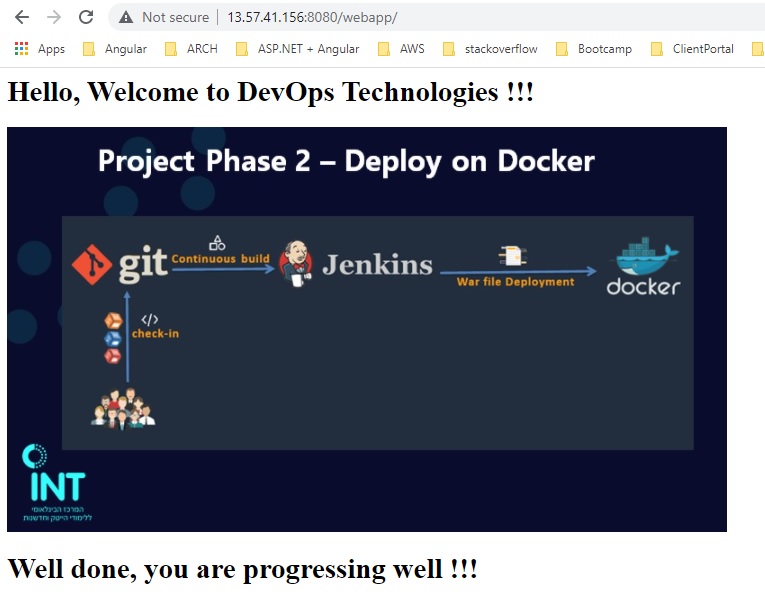 Not secure | 13.57.41.156:8080/webapp/
Apps Angular ARCH ASP.NET + Angular AWS stackoverflow Bootcamp ClientPortal
Hello, Welcome to DevOps Technologies !!!
Project Phase 2 – Deploy on Docker
git
Continuous build
Jenkins
War file Deployment
docker
</>
check-in
INT
המרכז הבינלאומי
ללימודי הייטק וחדשנות
Well done, you are progressing well !!!